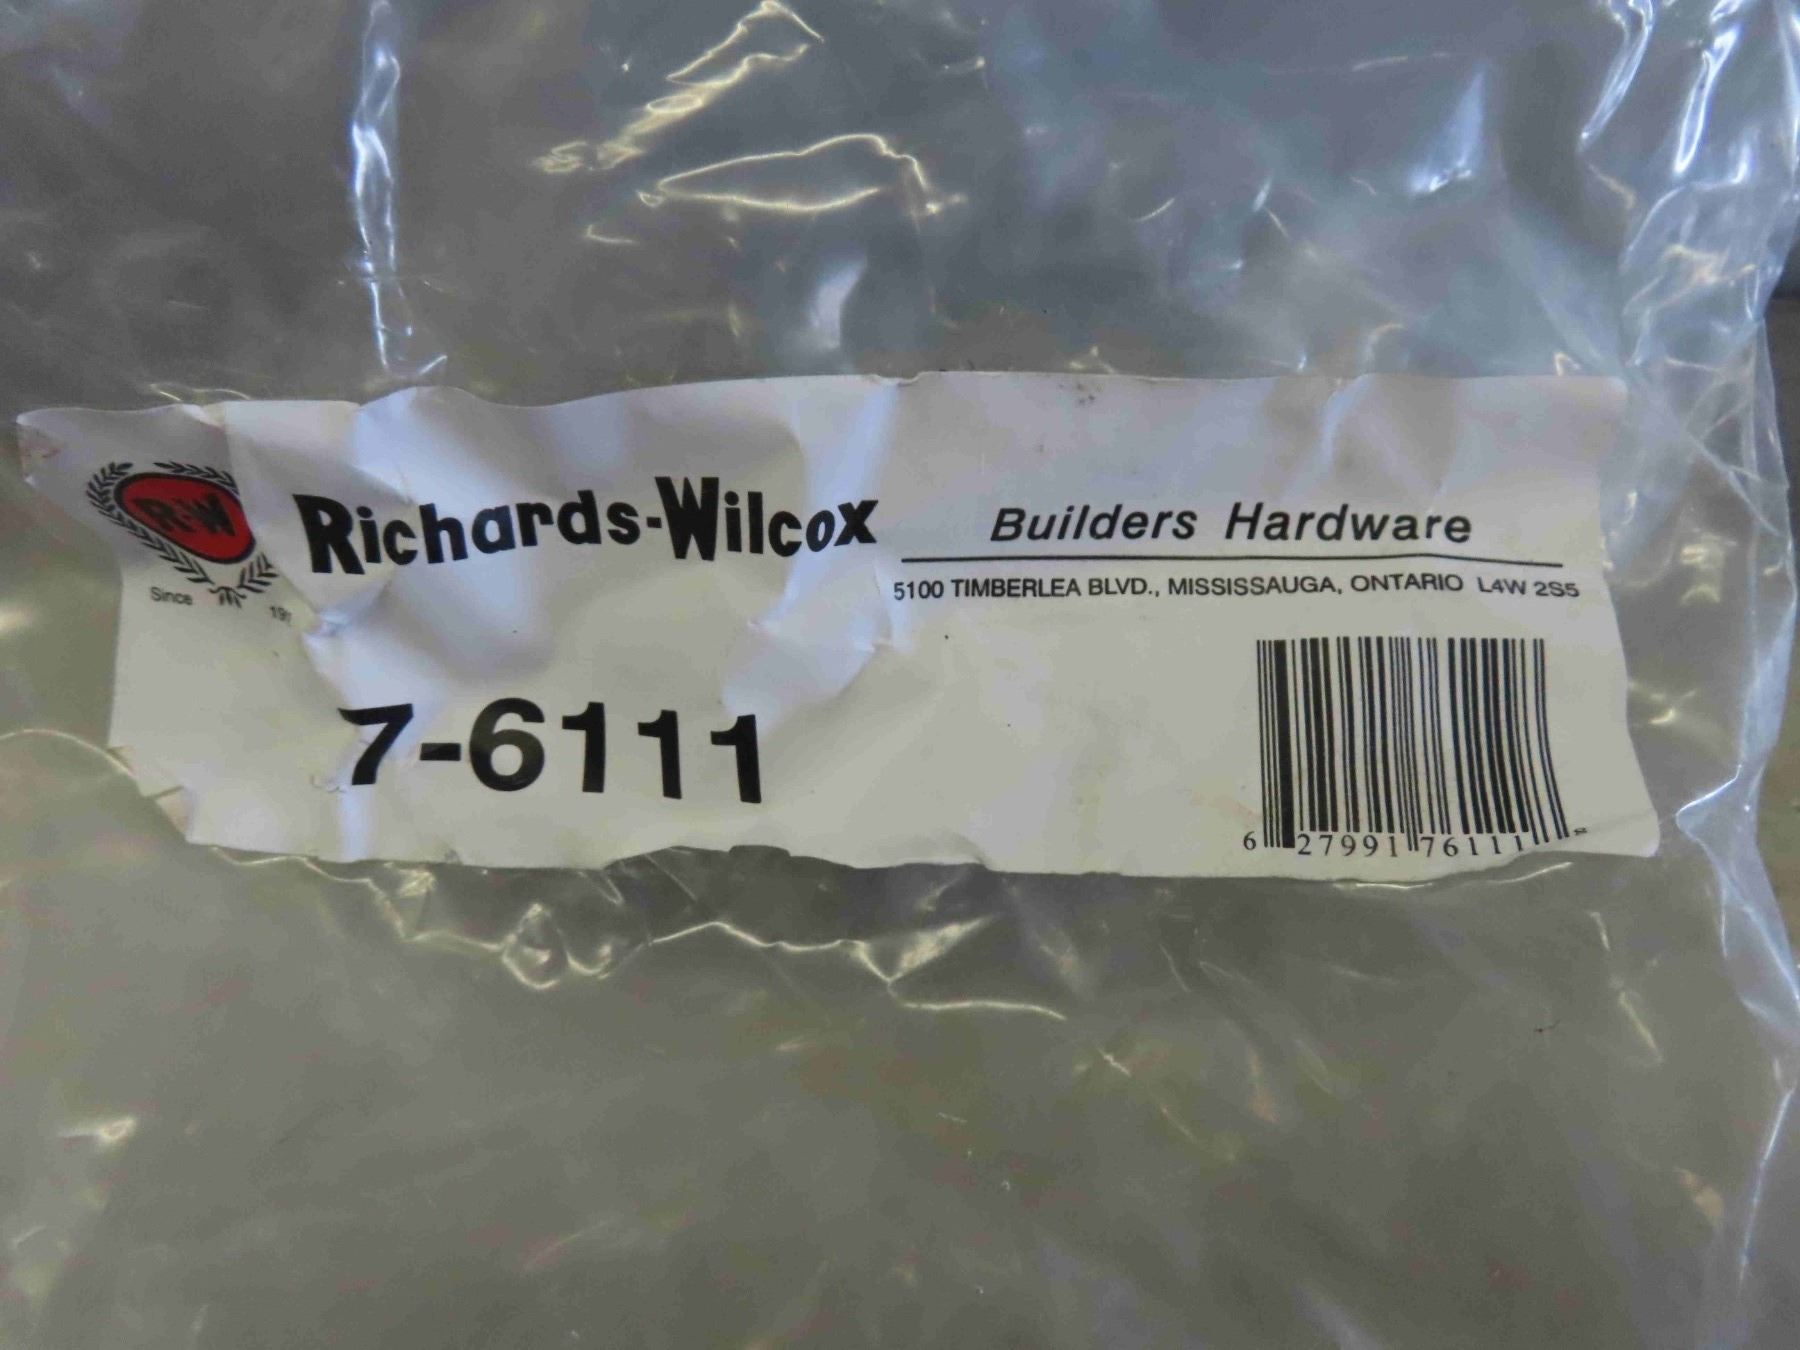 R-W
Since
Richards-Wilcox
Builders Hardware
5100 TIMBERLEA BLVD., MISSISSAUGA, ONTARIO L4W 2S5
7-6111
6 27991 76111